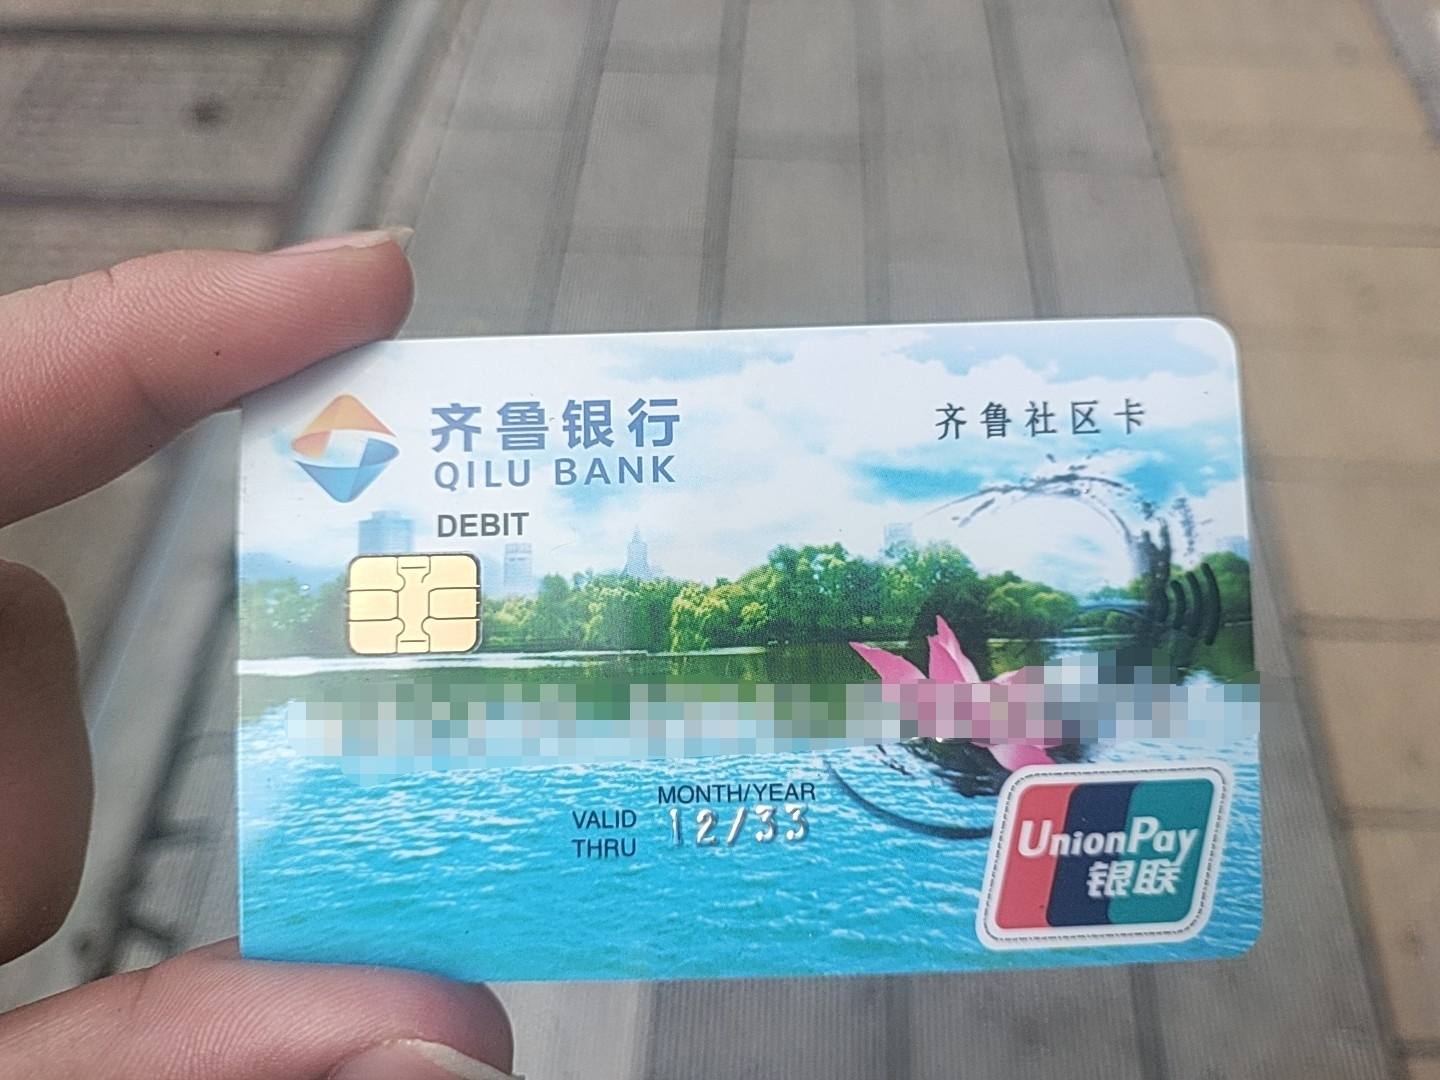 齐鲁银行
QILU BANK
DEBIT
齐鲁社区卡
MONTH/YEAR
VALID
THRU
12/33
UnionPay
银联